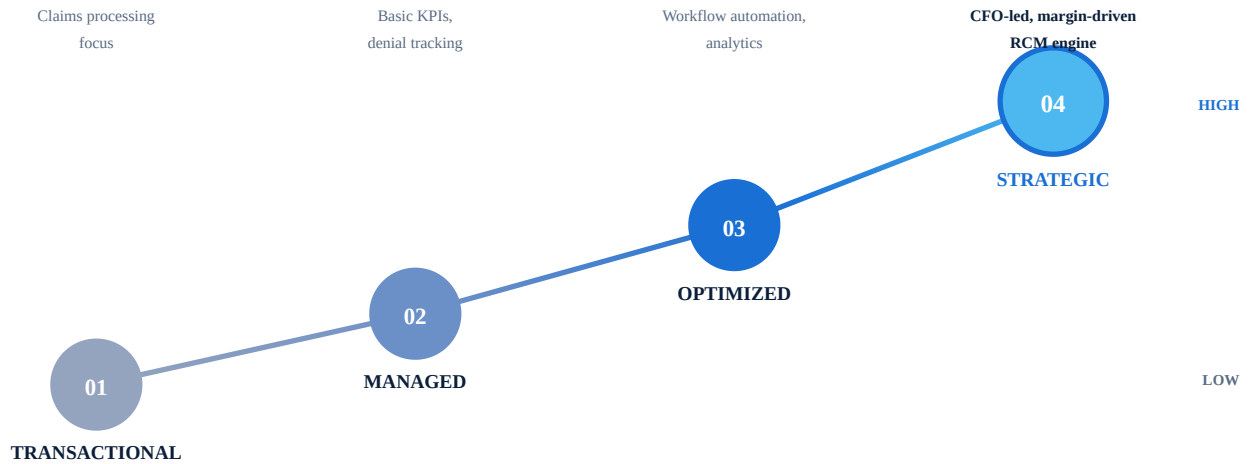 Claims processing
focus
Basic KPIs,
denial tracking
Workflow automation,
analytics
CFO-led, margin-driven
RCM engine
04
HIGH
STRATEGIC
03
OPTIMIZED
02
MANAGED
LOW
01
TRANSACTIONAL